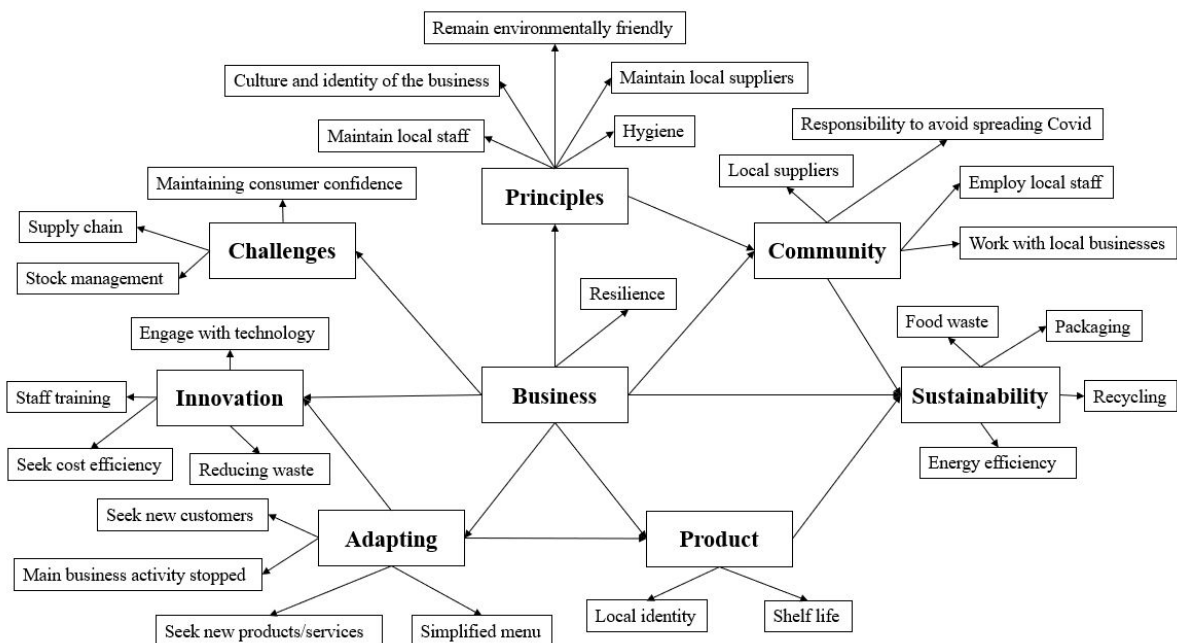 Remain environmentally friendly
Culture and identity of the business
Maintain local suppliers
Maintain local staff
Hygiene
Responsibility to avoid spreading Covid
Principles
Local suppliers
Maintaining consumer confidence
Employ local staff
Supply chain
Challenges
Community
Work with local businesses
Stock management
Resilience
Engage with technology
Food waste
Packaging
Staff training
Innovation
Business
Sustainability
Recycling
Seek cost efficiency
Reducing waste
Energy efficiency
Seek new customers
Adapting
Product
Main business activity stopped
Local identity
Shelf life
Seek new products/services
Simplified menu